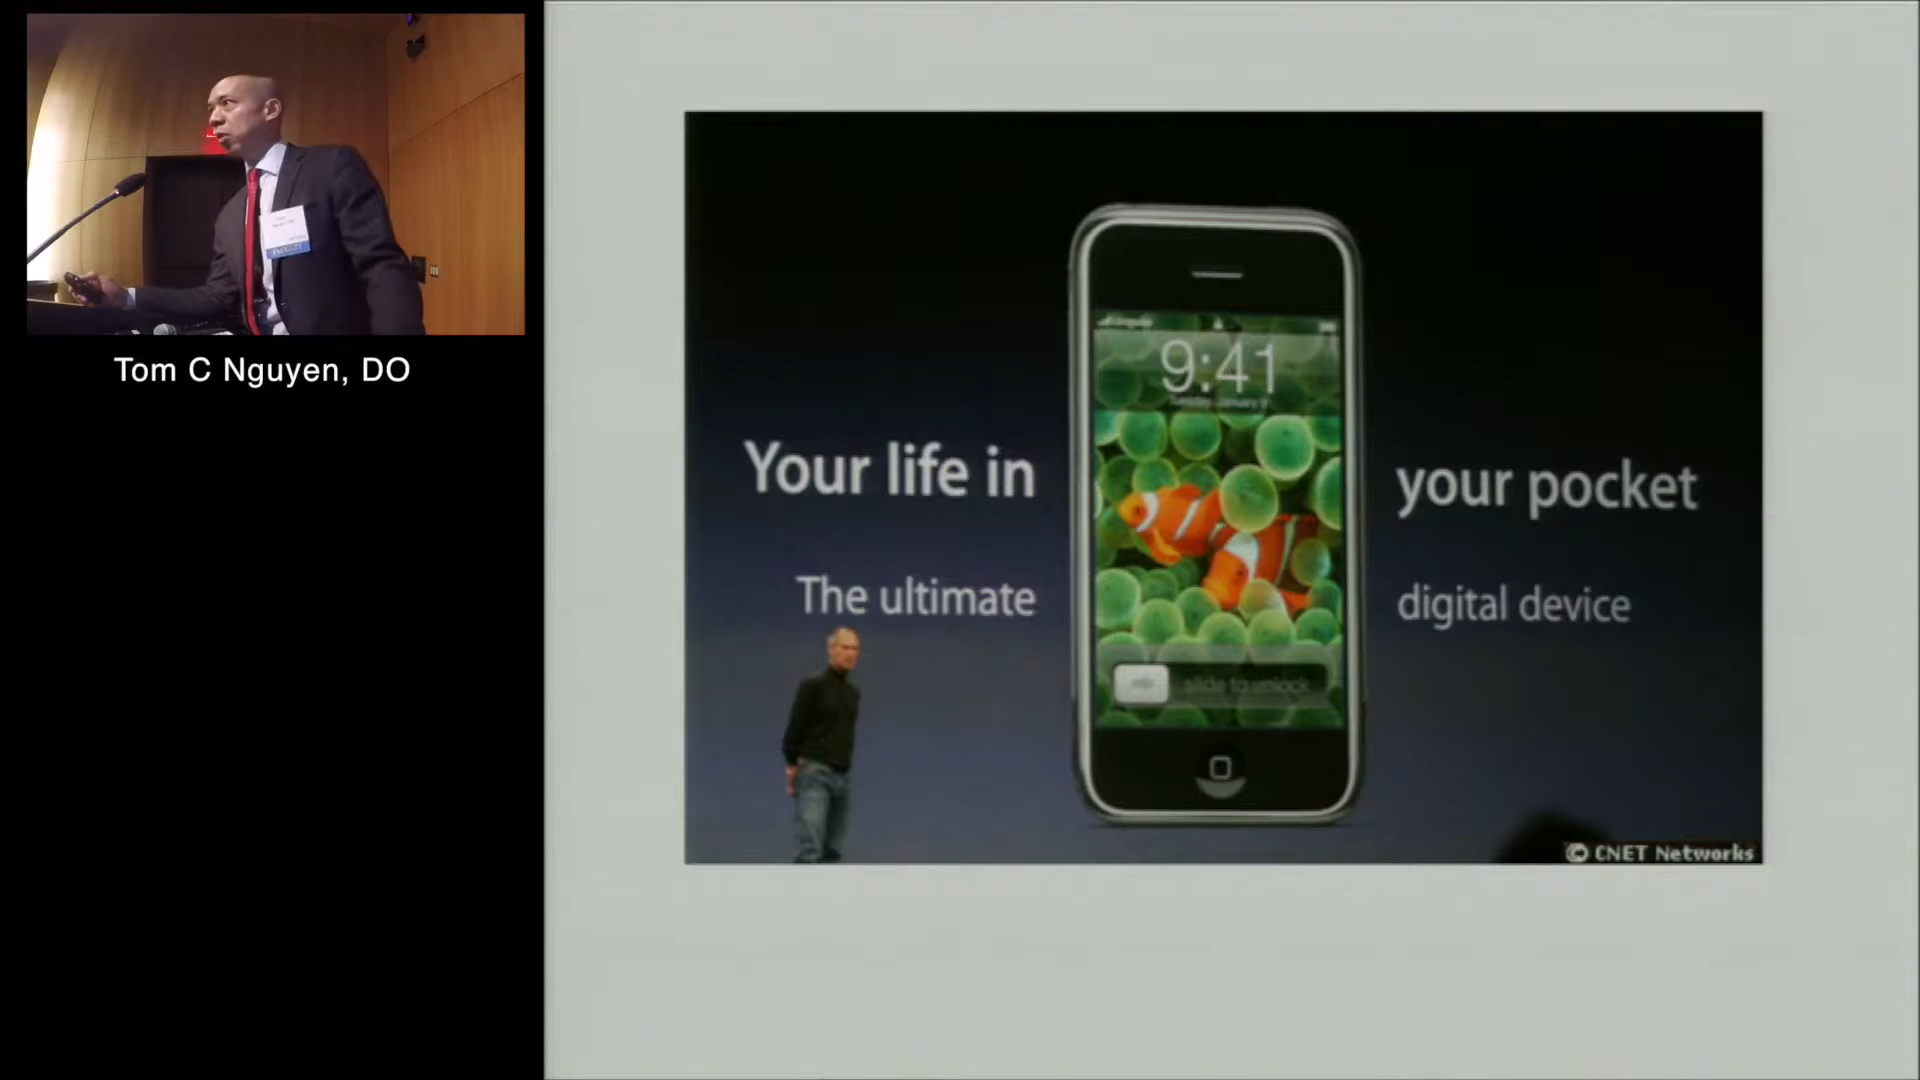 Tom C Nguyen, DO
9:41
Your life in your pocket
The ultimate digital device
slide to unlock
© CNET Networks